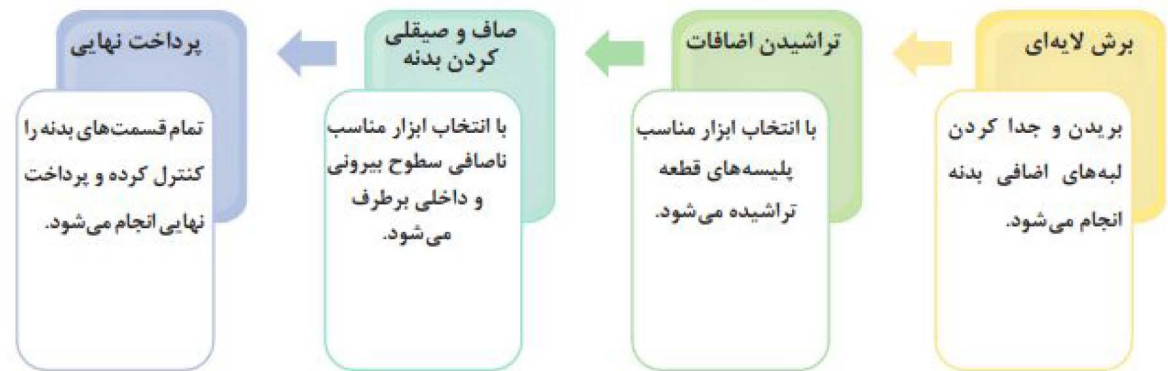 برش لایه‌ای
بریدن و جدا کردن
لبه‌های اضافی بدنه
انجام می‌شود.
تراشیدن اضافات
با انتخاب ابزار مناسب
پلیسه‌های قطعه
تراشیده می‌شود.
صاف و صیقلی
کردن بدنه
با انتخاب ابزار مناسب
ناصافی سطوح بیرونی
و داخلی برطرف
می‌شود.
پرداخت نهایی
تمام قسمت‌های بدنه را
کنترل کرده و پرداخت
نهایی انجام می‌شود.